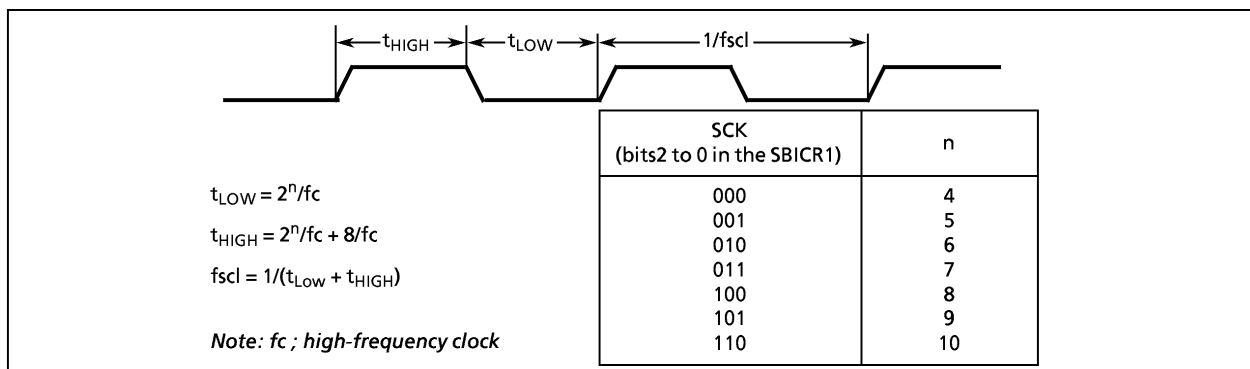 tHIGH tLOW 1/fscl
SCK
(bits2 to 0 in the SBICR1)
n
tLOW = 2^n/fc
tHIGH = 2^n/fc + 8/fc
fscl = 1/(tLow + tHIGH)
Note: fc ; high-frequency clock
000 4
001 5
010 6
011 7
100 8
101 9
110 10